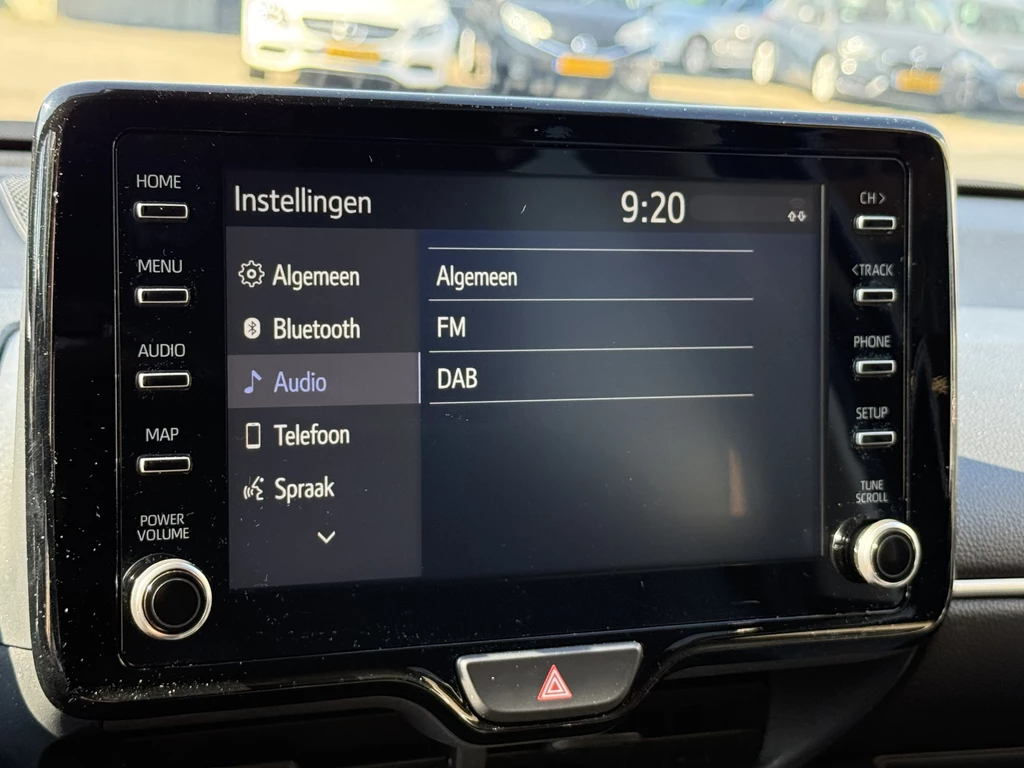 HOME
MENU
AUDIO
MAP
POWER
VOLUME
Instellingen
9:20
Algemeen
Bluetooth
Audio
Telefoon
Spraak
Algemeen
FM
DAB
CH >
< TRACK
PHONE
SETUP
TUNE
SCROLL